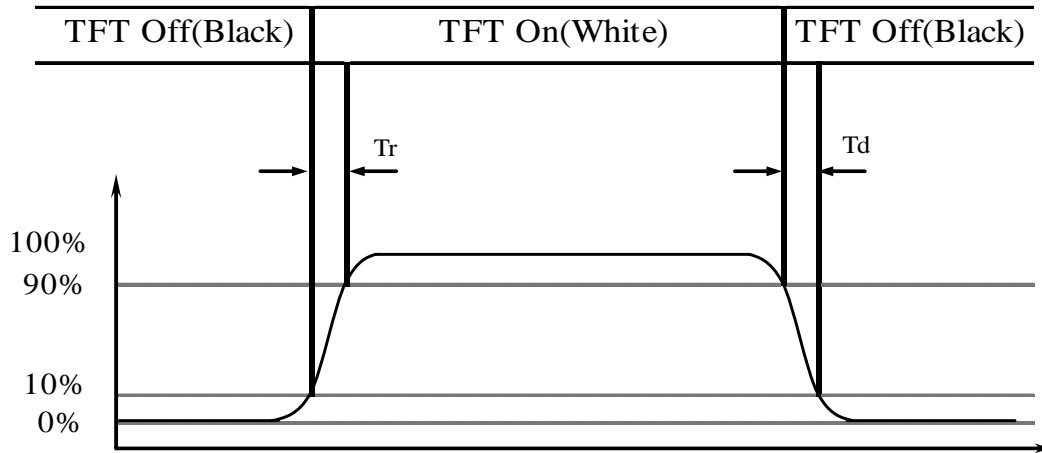 TFT Off(Black) TFT On(White) TFT Off(Black)
Tr Td
100%
90%
10%
0%